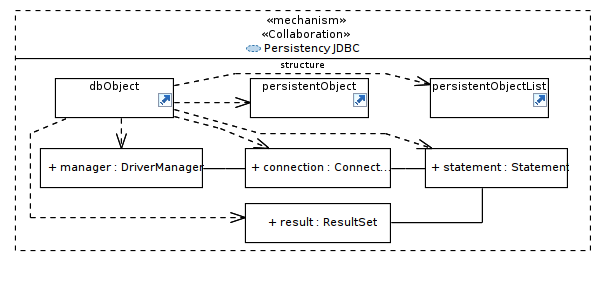 «mechanism»
«Collaboration»
Persistency JDBC
structure
dbObject
persistentObject
persistentObjectList
+ manager : DriverManager
+ connection : Connect...
+ statement : Statement
+ result : ResultSet